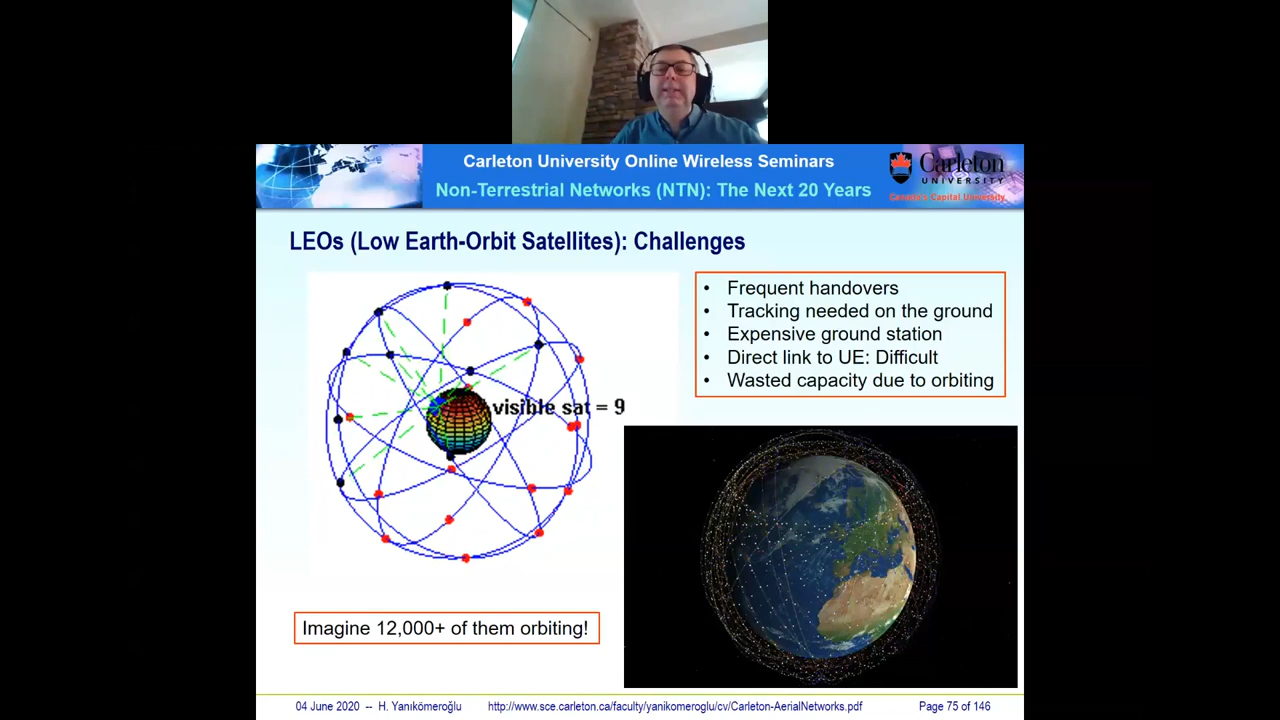 Carleton University Online Wireless Seminars
Non-Terrestrial Networks (NTN): The Next 20 Years
Carleton
UNIVERSITY
Canada's Capital University
LEOs (Low Earth-Orbit Satellites): Challenges
• Frequent handovers
• Tracking needed on the ground
• Expensive ground station
• Direct link to UE: Difficult
• Wasted capacity due to orbiting
visible sat = 9
Imagine 12,000+ of them orbiting!
04 June 2020 -- H. Yanıkömeroğlu http://www.sce.carleton.ca/faculty/yanikomeroglu/cv/Carleton-AerialNetworks.pdf Page 75 of 146